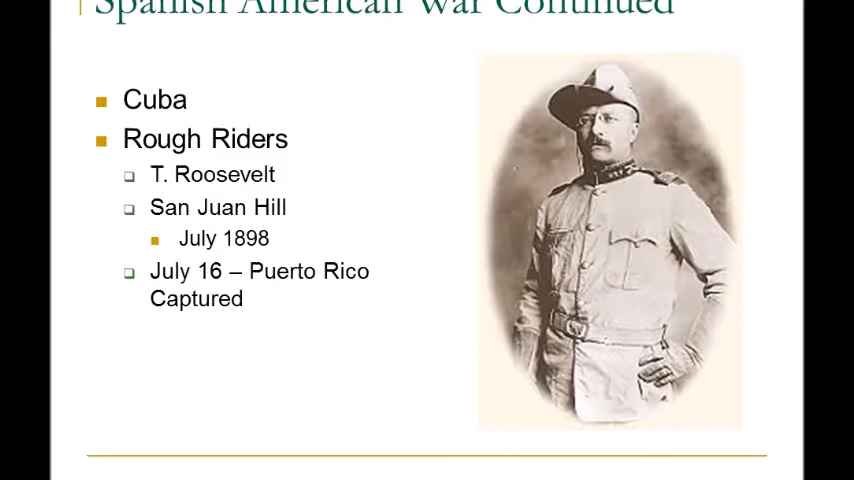 Spanish American War Continued
Cuba
Rough Riders
T. Roosevelt
San Juan Hill
July 1898
July 16 – Puerto Rico
Captured